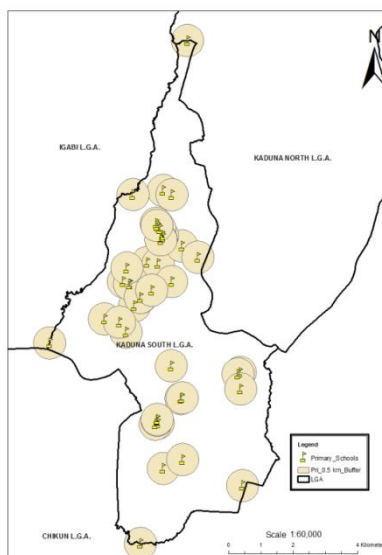 N
IGABI L.G.A.
KADUNA NORTH L.G.A.
KADUNA SOUTH L.G.A.
Legend
Primary_Schools
Pri_0.5 km_Buffer
LGA
CHIKUN L.G.A.
Scale 1:60,000
0 1 2 4 Kilomete